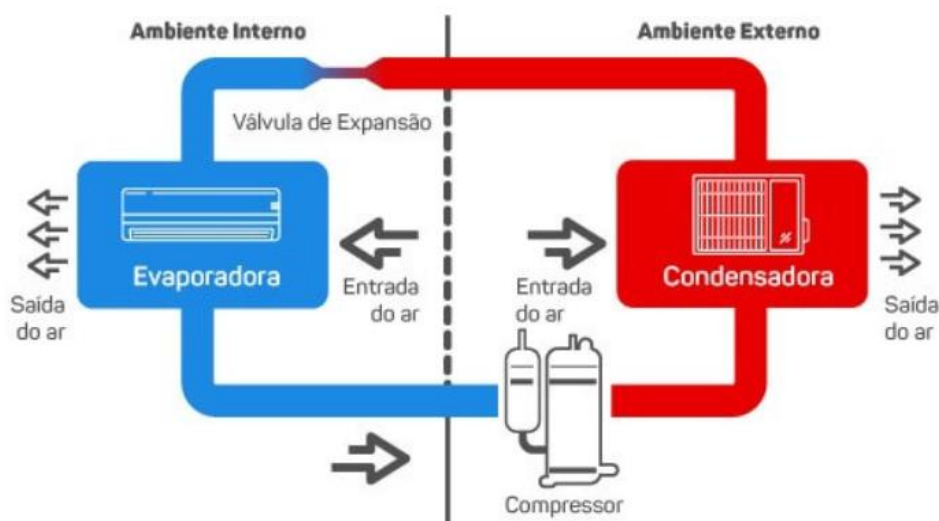 Ambiente Interno
Ambiente Externo
Válvula de Expansão
Evaporadora
Condensadora
Saída
do ar
Entrada
do ar
Entrada
do ar
Saída
do ar
Compressor